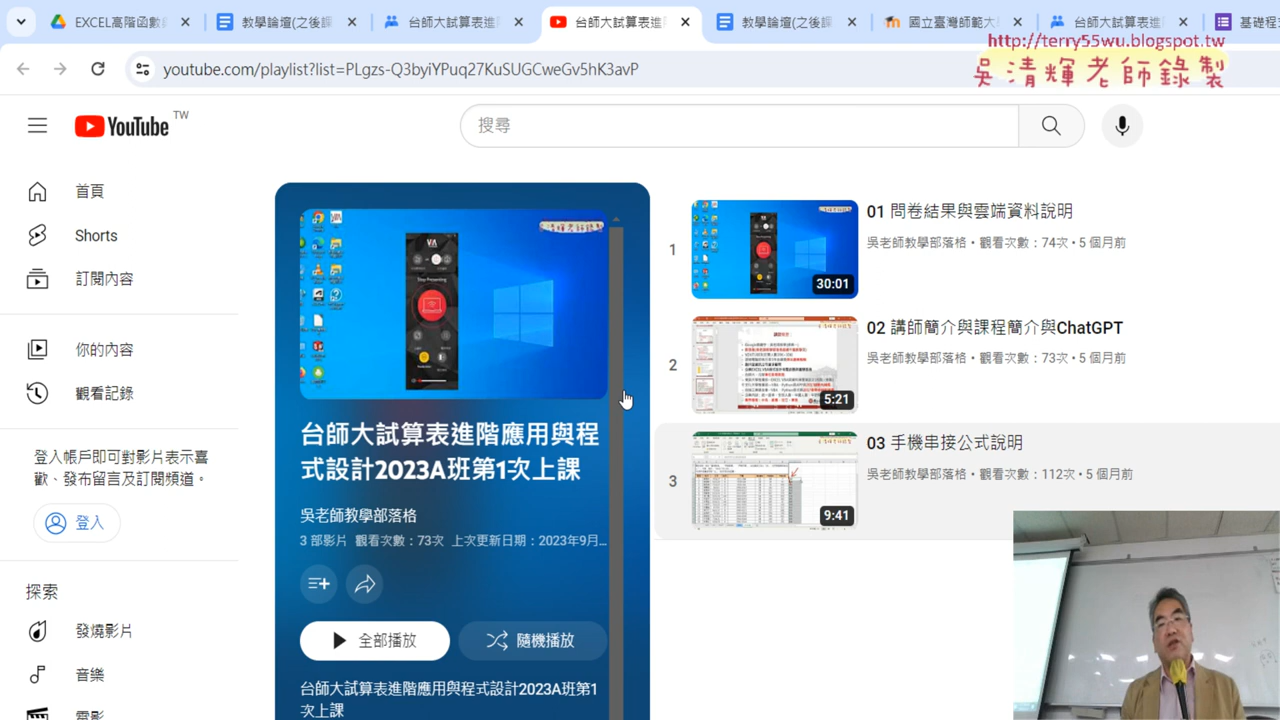 EXCEL高階函數
教學論壇(之後課
台師大試算表進
台師大試算表進
教學論壇(之後課
國立臺灣師範大
台師大試算表進
基礎程
http://terry55wu.blogspot.tw
吳清輝老師錄製
youtube.com/playlist?list=PLgzs-Q3byiYPuq27KuSUGCweGv5hK3avP
YouTube TW
搜尋
首頁
Shorts
訂閱內容
你的內容
觀看記錄
登入帳戶即可對影片表示喜
歡、發布留言及訂閱頻道。
登入
探索
發燒影片
音樂
電影
台師大試算表進階應用與程
式設計2023A班第1次上課
吳老師教學部落格
3 部影片 觀看次數：73次 上次更新日期：2023年9月...
全部播放
隨機播放
台師大試算表進階應用與程式設計2023A班第1
次上課
1
30:01
01 問卷結果與雲端資料說明
吳老師教學部落格 • 觀看次數：74次 • 5 個月前
2
5:21
02 講師簡介與課程簡介與ChatGPT
吳老師教學部落格 • 觀看次數：73次 • 5 個月前
3
9:41
03 手機串接公式說明
吳老師教學部落格 • 觀看次數：112次 • 5 個月前